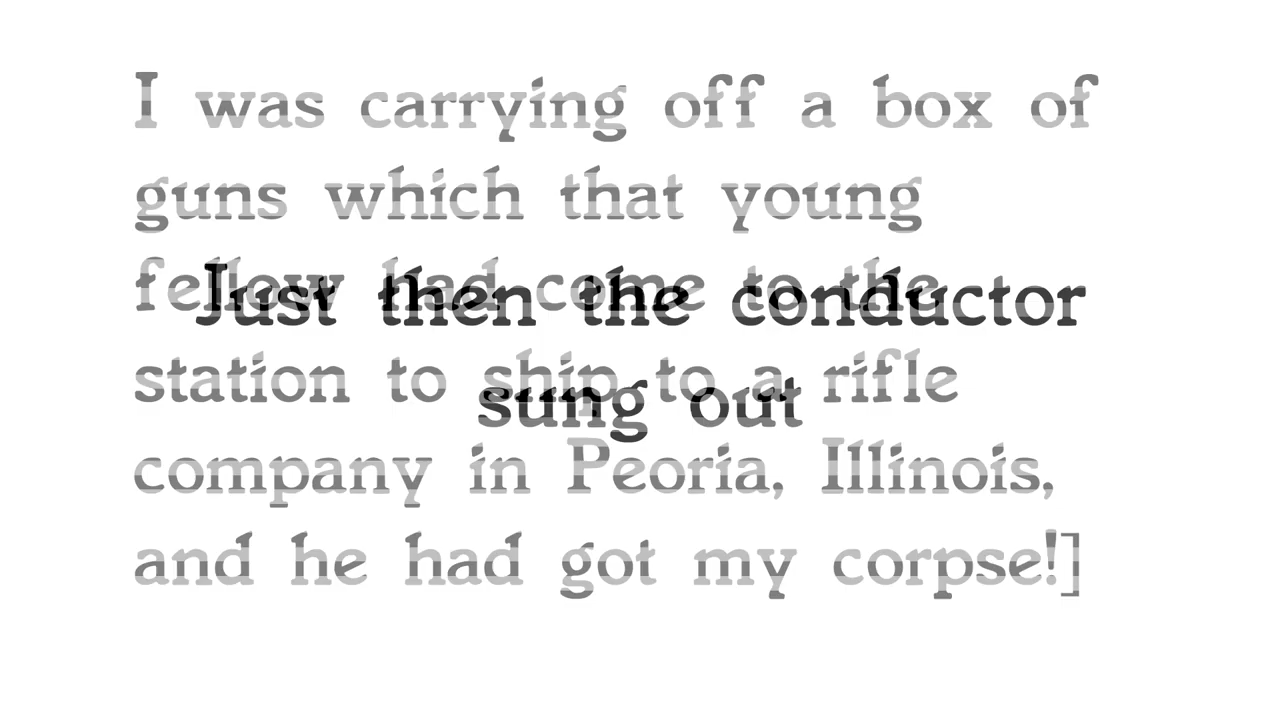 I was carrying off a box of
guns which that young
fellow had come to the
station to ship to a rifle
company in Peoria, Illinois,
and he had got my corpse!]
Just then the conductor
sung out